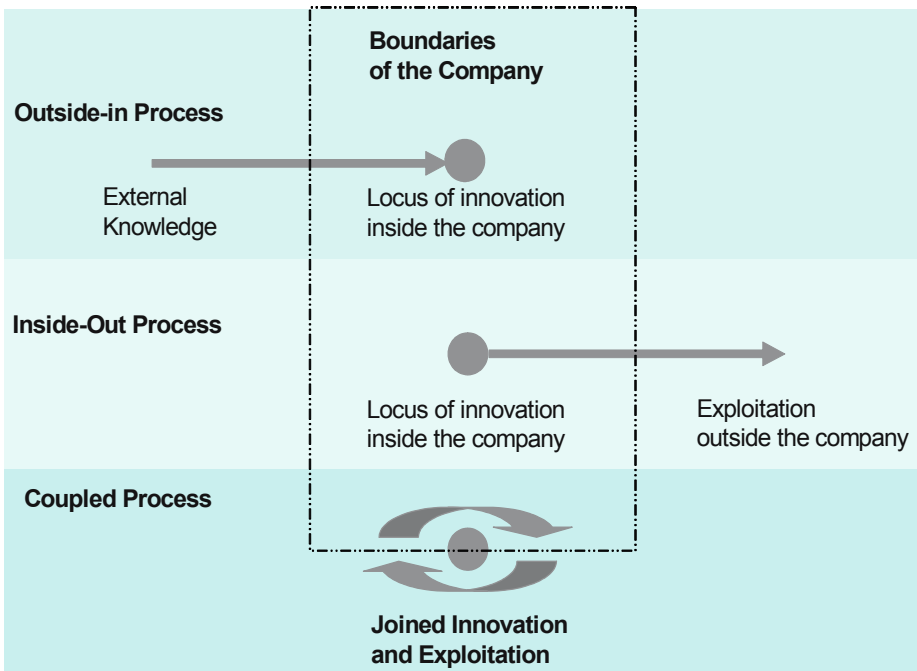 Boundaries
of the Company
Outside-in Process
External
Knowledge
Locus of innovation
inside the company
Inside-Out Process
Locus of innovation
inside the company
Exploitation
outside the company
Coupled Process
Joined Innovation
and Exploitation